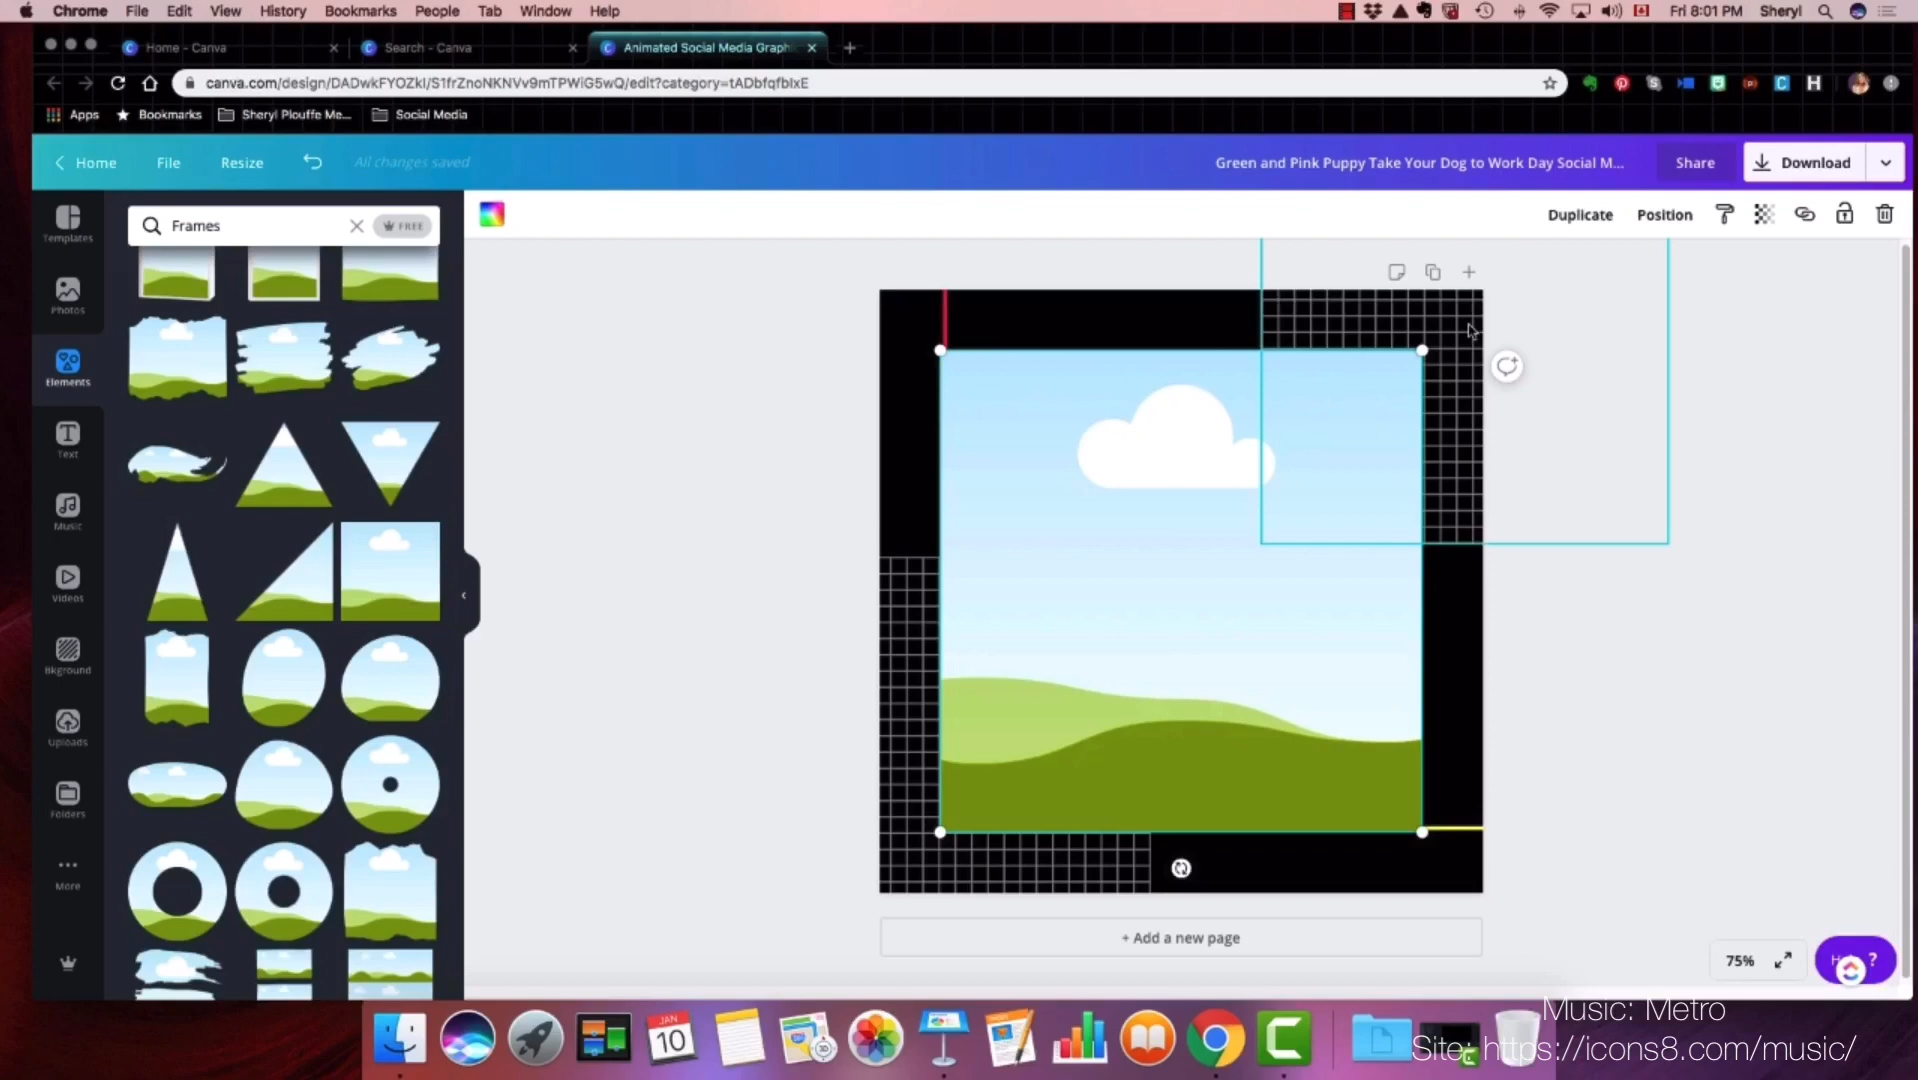 Chrome File Edit View History Bookmarks People Tab Window Help
Fri 8:01 PM Sheryl
Home - Canva
Search - Canva
Animated Social Media Graph
canva.com/design/DADwkFYOZkI/S1frZnoNKNVv9mTPWiG5wQ/edit?category=tADbfqfbIxE
Apps Bookmarks Sheryl Plouffe Me... Social Media
Home File Resize All changes saved
Green and Pink Puppy Take Your Dog to Work Day Social M...
Share Download
Frames FREE
Duplicate Position
Templates
Photos
Elements
Text
Music
Videos
Bkground
Uploads
Folders
More
+ Add a new page
75%
?
JAN
10
3D
Music: Metro
Site: https://icons8.com/music/